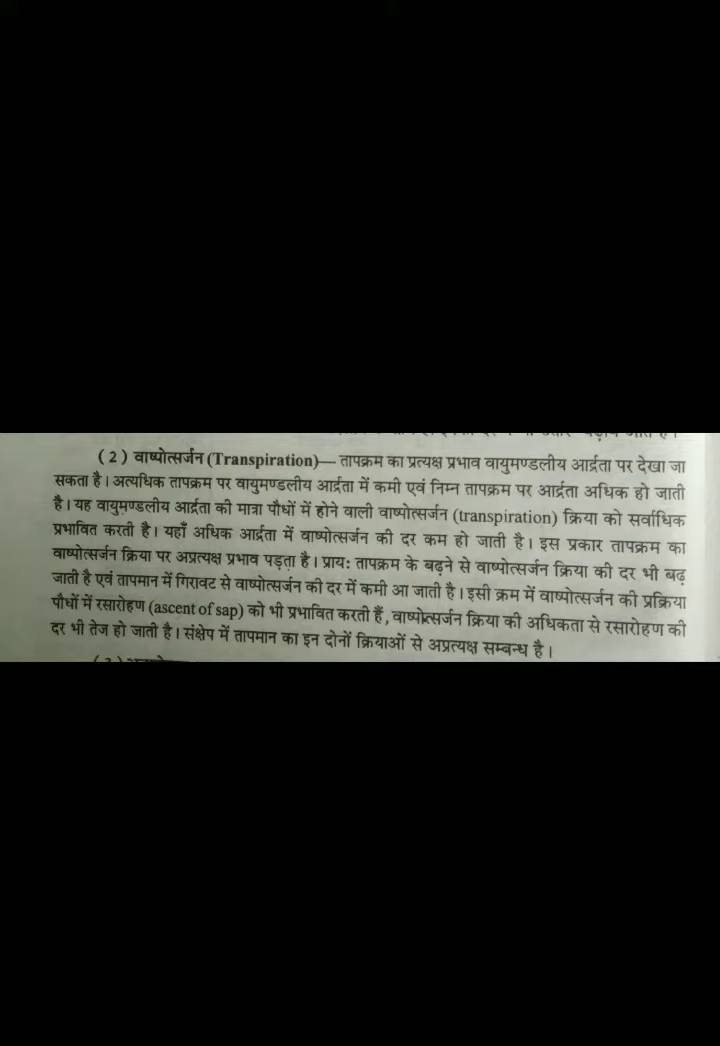 ( 2 ) वाष्पोत्सर्जन (Transpiration)— तापक्रम का प्रत्यक्ष प्रभाव वायुमण्डलीय आर्द्रता पर देखा जा
सकता है। अत्यधिक तापक्रम पर वायुमण्डलीय आर्द्रता में कमी एवं निम्न तापक्रम पर आर्द्रता अधिक हो जाती
है। यह वायुमण्डलीय आर्द्रता की मात्रा पौधों में होने वाली वाष्पोत्सर्जन (transpiration) क्रिया को सर्वाधिक
प्रभावित करती है। यहाँ अधिक आर्द्रता में वाष्पोत्सर्जन की दर कम हो जाती है। इस प्रकार तापक्रम का
वाष्पोत्सर्जन क्रिया पर अप्रत्यक्ष प्रभाव पड़ता है। प्राय: तापक्रम के बढ़ने से वाष्पोत्सर्जन क्रिया की दर भी बढ़
जाती है एवं तापमान में गिरावट से वाष्पोत्सर्जन की दर में कमी आ जाती है। इसी क्रम में वाष्पोत्सर्जन की प्रक्रिया
पौधों में रसारोहण (ascent of sap) को भी प्रभावित करती हैं, वाष्पोत्सर्जन क्रिया की अधिकता से रसारोहण की
दर भी तेज हो जाती है। संक्षेप में तापमान का इन दोनों क्रियाओं से अप्रत्यक्ष सम्बन्ध है।